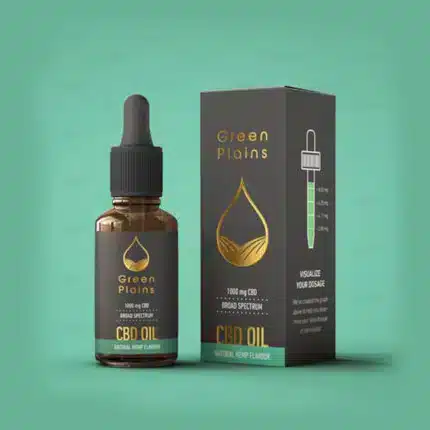 Green
Plains
1000 mg CBD
BROAD SPECTRUM
CBD OIL
NATURAL HEMP FLAVOUR
Green
Plains
1000 mg CBD
BROAD SPECTRUM
CBD OIL
NATURAL HEMP FLAVOUR
VISUALIZE
YOUR DOSAGE